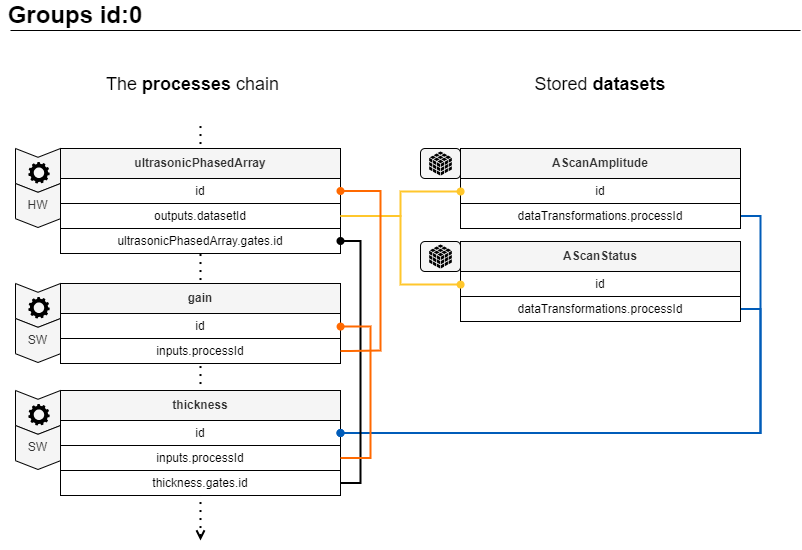 Groups id:0
The processes chain
Stored datasets
ultrasonicPhasedArray
id
outputs.datasetId
ultrasonicPhasedArray.gates.id
HW
gain
id
inputs.processId
SW
thickness
id
inputs.processId
thickness.gates.id
SW
AScanAmplitude
id
dataTransformations.processId
AScanStatus
id
dataTransformations.processId